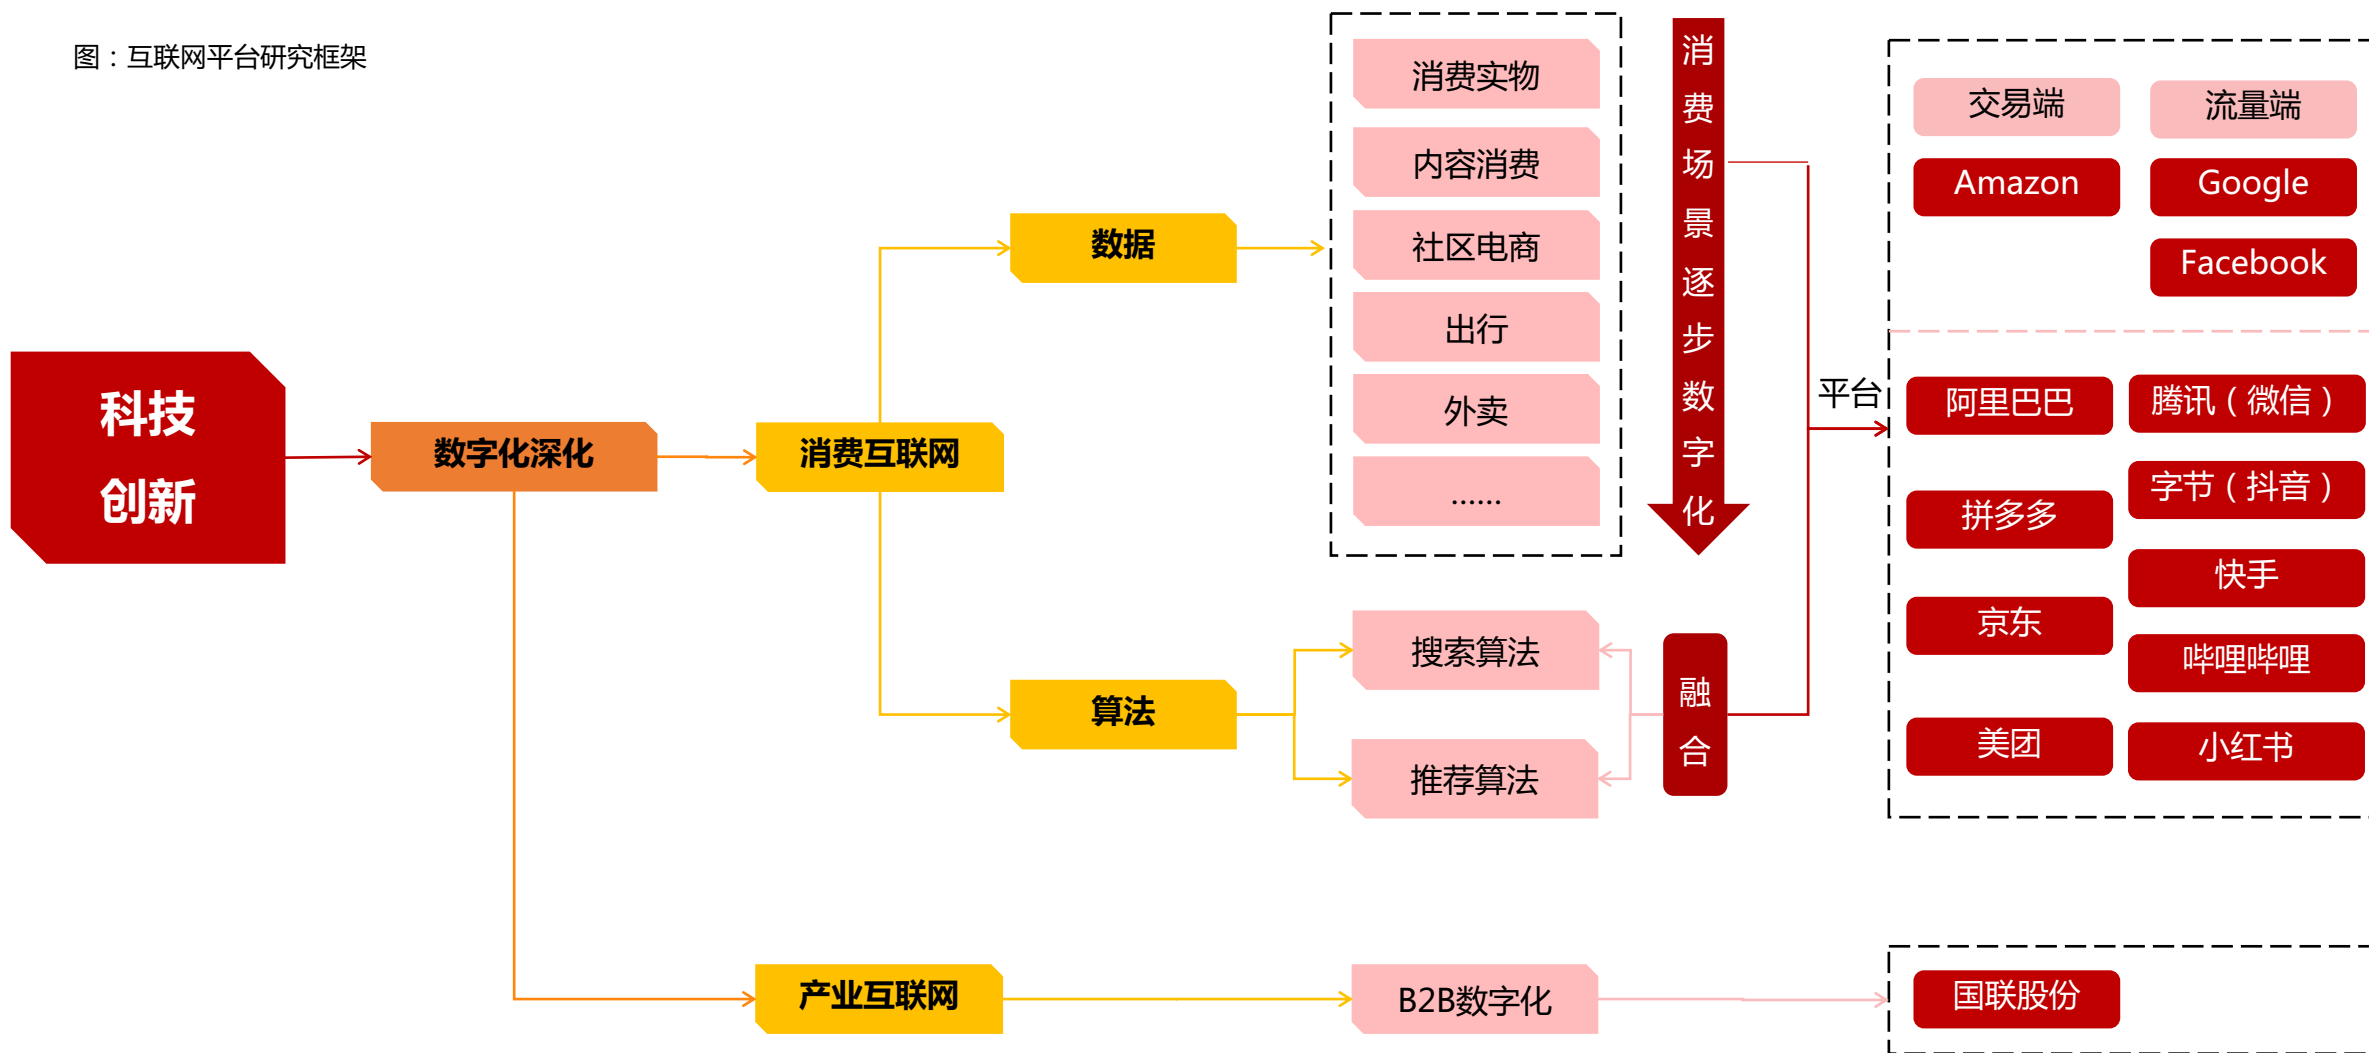 图：互联网平台研究框架
科技
创新
数字化深化
消费互联网
产业互联网
数据
算法
消费实物
内容消费
社区电商
出行
外卖
……
搜索算法
推荐算法
B2B数字化
消费场景逐步数字化
融合
平台
交易端
流量端
Amazon
Google
Facebook
阿里巴巴
腾讯（微信）
拼多多
字节（抖音）
快手
京东
哔哩哔哩
美团
小红书
国联股份